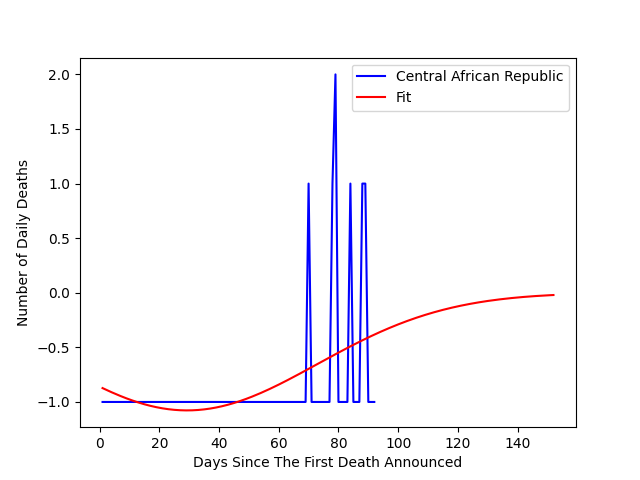 Central African Republic
Fit
2.0
1.5
1.0
0.5
0.0
−0.5
−1.0
Number of Daily Deaths
0 20 40 60 80 100 120 140
Days Since The First Death Announced